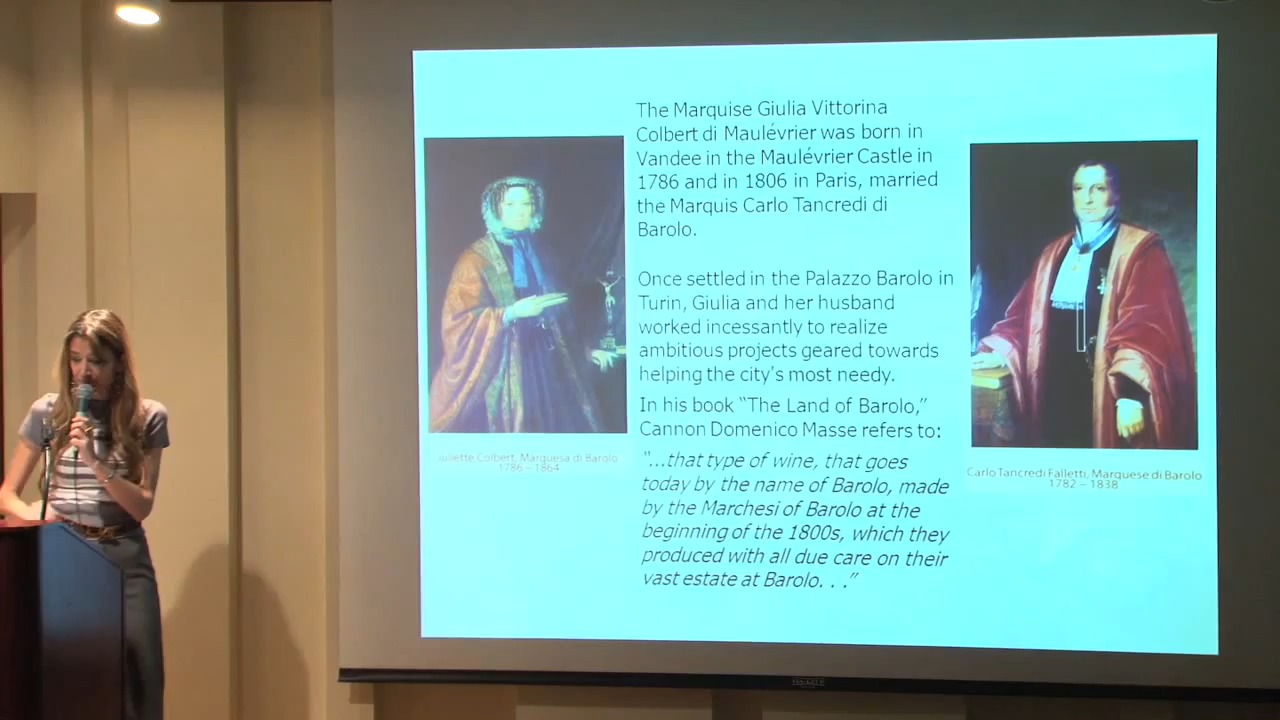 The Marquise Giulia Vittorina
Colbert di Maulévrier was born in
Vandee in the Maulévrier Castle in
1786 and in 1806 in Paris, married
the Marquis Carlo Tancredi di
Barolo.
Once settled in the Palazzo Barolo in
Turin, Giulia and her husband
worked incessantly to realize
ambitious projects geared towards
helping the city's most needy.
In his book “The Land of Barolo,”
Cannon Domenico Masse refers to:
“...that type of wine, that goes
today by the name of Barolo, made
by the Marchesi of Barolo at the
beginning of the 1800s, which they
produced with all due care on their
vast estate at Barolo. . .”
Juliette Colbert, Marquesa di Barolo
1786 – 1864
Carlo Tancredi Falletti, Marquese di Barolo
1782 – 1838